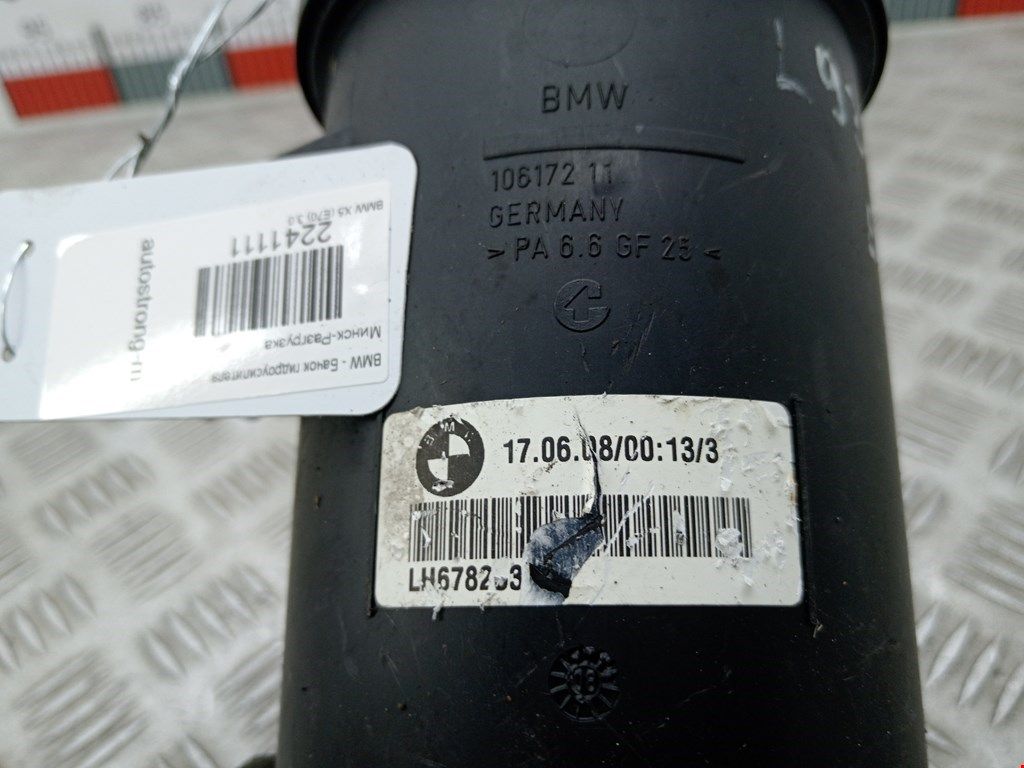 BMW
106172 11
GERMANY
> PA 6.6 GF 25 <
BMW - Бачок гидроусилителя
Минск-Разгрузка
2241111
BMW X5 (E70) 3.0
autostrong-m
BMW
17.06.08/00:13/3